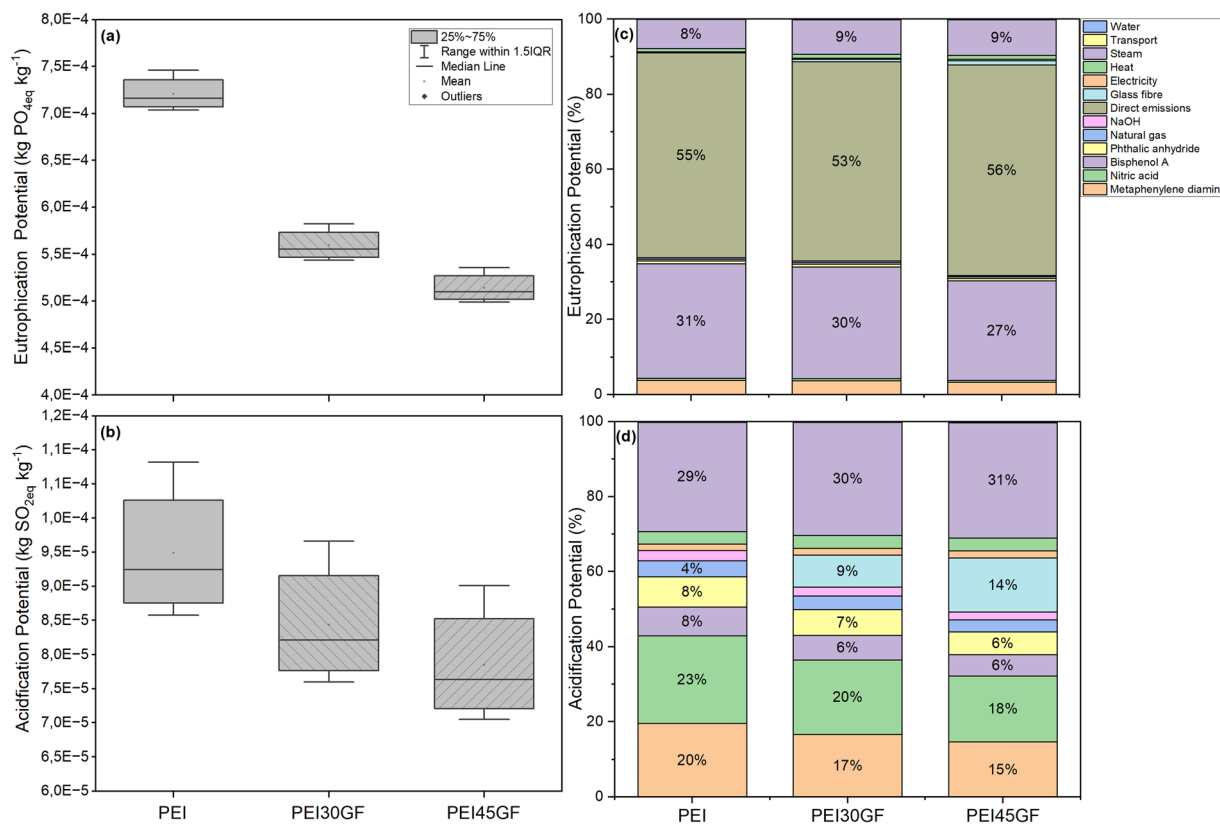 (a)
25%~75%
Range within 1.5IQR
Median Line
Mean
Outliers
Eutrophication Potential (kg PO4eq kg-1)
8,0E−4
7,5E−4
7,0E−4
6,5E−4
6,0E−4
5,5E−4
5,0E−4
4,5E−4
4,0E−4
(b)
Acidfication Potential (kg SO2eq kg-1)
1,2E−4
1,1E−4
1,0E−4
1,0E−4
9,5E−5
9,0E−5
8,5E−5
8,0E−5
7,5E−5
7,0E−5
6,5E−5
6,0E−5
PEI
PEI30GF
PEI45GF
(c)
Eutrophication Potential (%)
100
80
60
40
20
0
8%
9%
9%
55%
53%
56%
31%
30%
27%
Water
Transport
Steam
Heat
Electricity
Glass fibre
Direct emissions
NaOH
Natural gas
Phthalic anhydride
Bisphenol A
Nitric acid
Metaphenylene diamin
(d)
Acidification Potential (%)
100
80
60
40
20
0
29%
30%
31%
4%
9%
14%
8%
7%
6%
8%
6%
6%
23%
20%
18%
20%
17%
15%
PEI
PEI30GF
PEI45GF